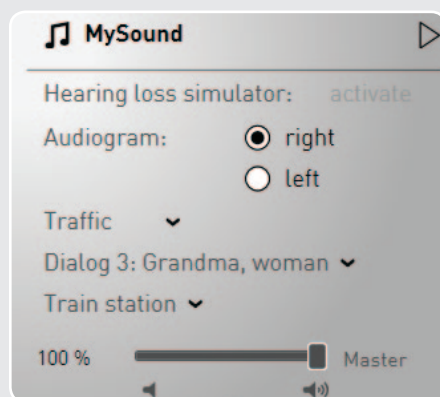 MySound
Hearing loss simulator: activate
Audiogram: right
left
Traffic
Dialog 3: Grandma, woman
Train station
100 % Master